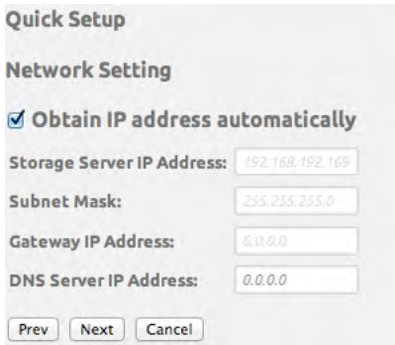 Quick Setup
Network Setting
Obtain IP address automatically
Storage Server IP Address: 192.168.192.169
Subnet Mask: 255.255.255.0
Gateway IP Address: 0.0.0.0
DNS Server IP Address: 0.0.0.0
Prev Next Cancel